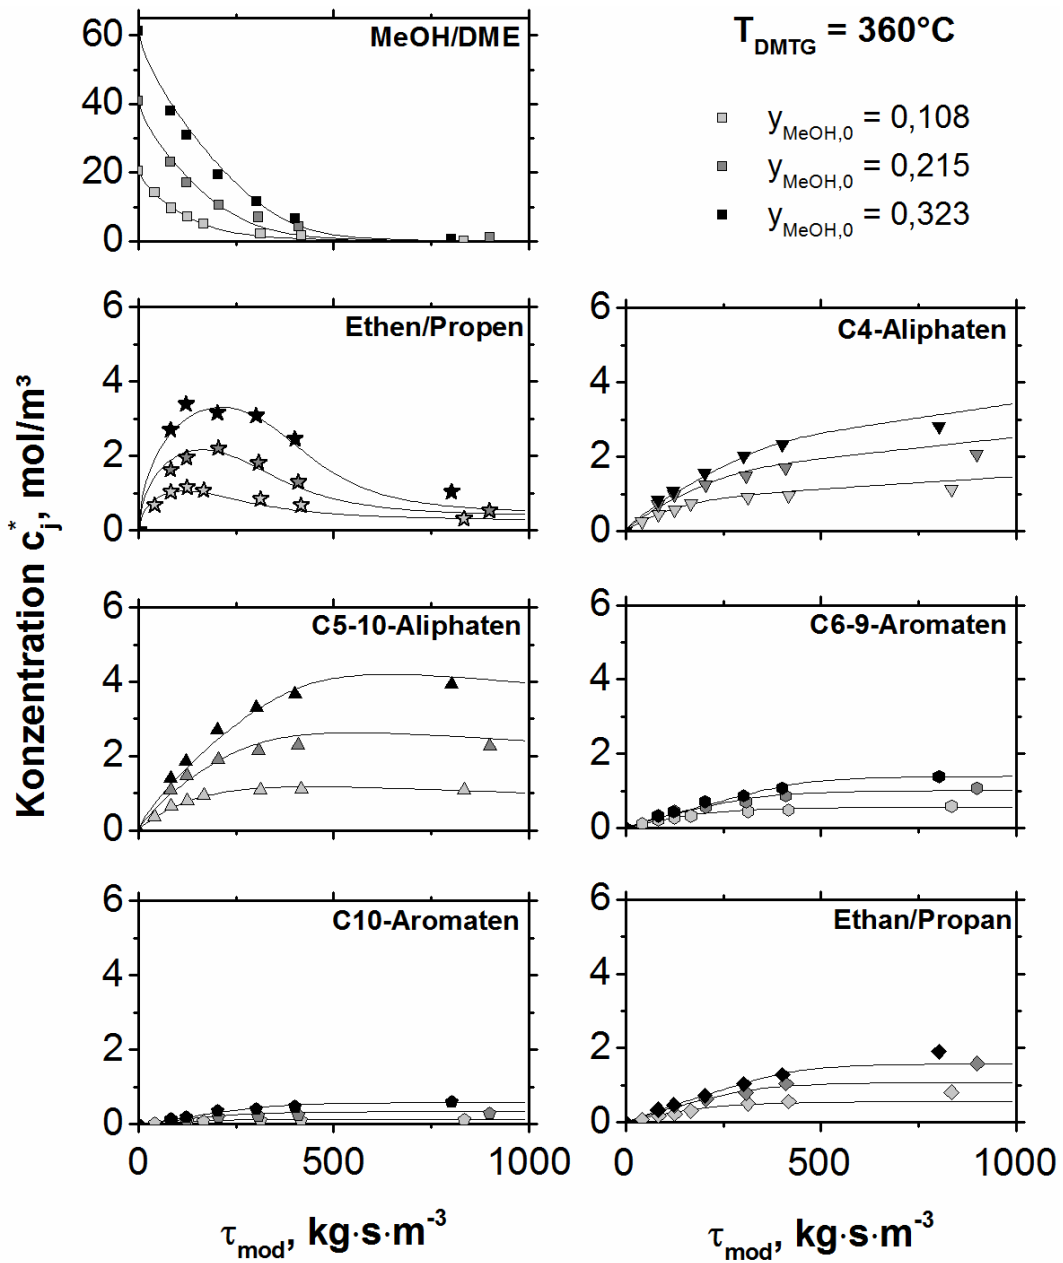 MeOH/DME
60
40
20
0
T_DMTG = 360°C
y_MeOH,0 = 0,108
y_MeOH,0 = 0,215
y_MeOH,0 = 0,323
Konzentration c*_j, mol/m³
Ethen/Propen
6
4
2
0
C4-Aliphaten
6
4
2
0
C5-10-Aliphaten
6
4
2
0
C6-9-Aromaten
6
4
2
0
C10-Aromaten
6
4
2
0
500
1000
τ_mod, kg·s·m⁻³
Ethan/Propan
6
4
2
0
0
500
1000
τ_mod, kg·s·m⁻³